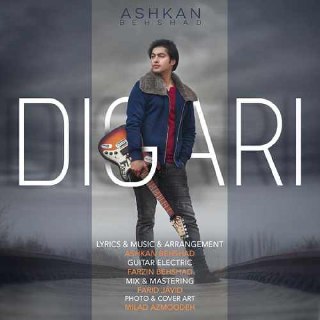 ASHKAN
BEHSHAD
DIGARI
LYRICS & MUSIC & ARRANGEMENT
ASHKAN BEHSHAD
GUITAR ELECTRIC
FARZIN BEHSHAD
MIX & MASTERING
FARID JAVID
PHOTO & COVER ART
MILAD AZMOODEH